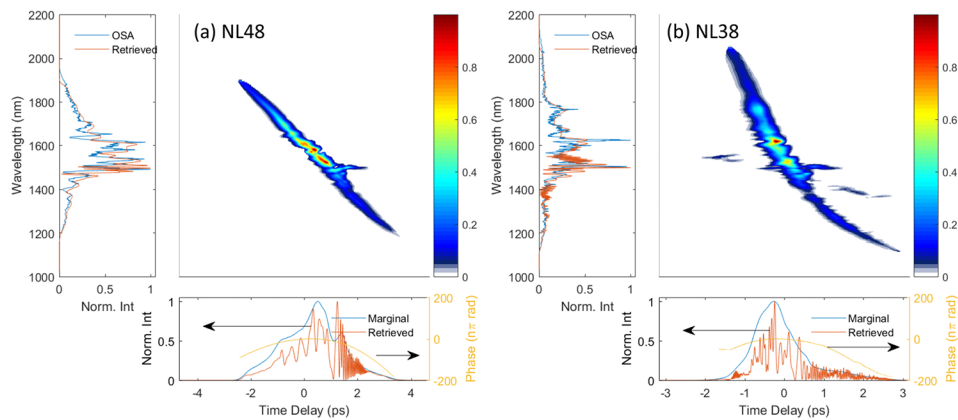 (a) NL48
OSA
Retrieved
Wavelength (nm)
2200
2000
1800
1600
1400
1200
1000
0 0.5 1
Norm. Int
0.8
0.6
0.4
0.2
0
Norm. Int
1
0.5
0
Marginal
Retrieved
200
0
-200
Phase (nπ rad)
-4 -2 0 2 4
Time Delay (ps)
(b) NL38
OSA
Retrieved
Wavelength (nm)
2200
2000
1800
1600
1400
1200
1000
0 0.5 1
Norm. Int
0.8
0.6
0.4
0.2
0
Norm. Int
1
0.5
0
Marginal
Retrieved
200
0
-200
Phase (nπ rad)
-3 -2 -1 0 1 2 3
Time Delay (ps)